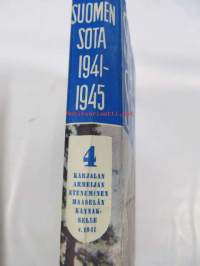 SUOMEN
SOTA
1941-
1945
4
KARJALAN
ARMEIJAN
ETENEMINEN
MAASELÄN
KANNAK-
SELLE
v. 1941